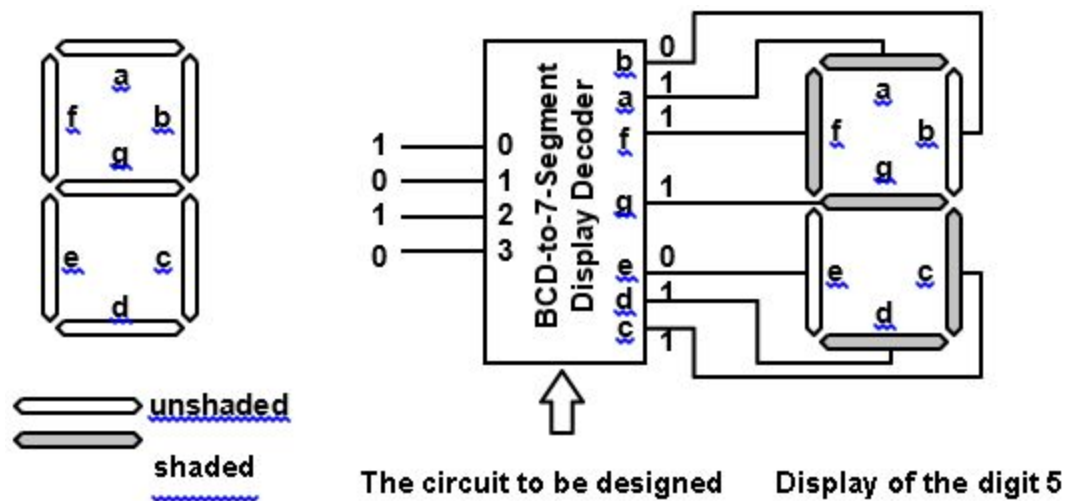 a
f b
g
e c
d
unshaded
shaded
1 0
0 1
1 2
0 3
BCD-to-7-Segment
Display Decoder
b 0
a 1
f 1
g 1
e 0
d 1
c 1
a
f b
g
e c
d
The circuit to be designed
Display of the digit 5